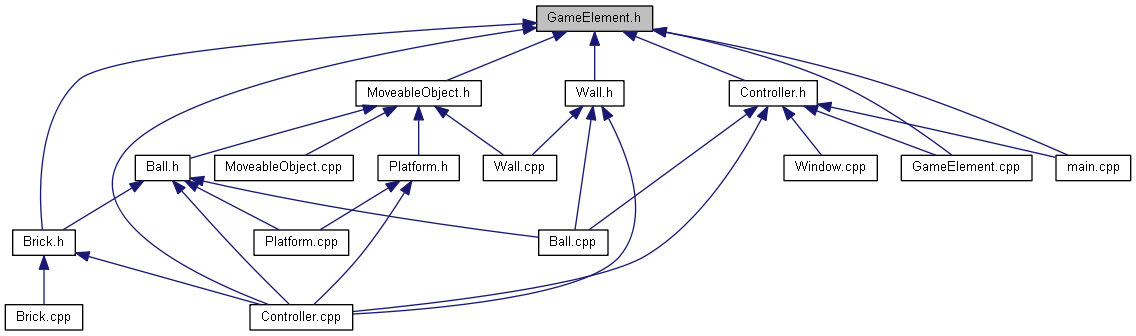 GameElement.h
MoveableObject.h
Wall.h
Controller.h
Ball.h
MoveableObject.cpp
Platform.h
Wall.cpp
Window.cpp
GameElement.cpp
main.cpp
Brick.h
Platform.cpp
Ball.cpp
Brick.cpp
Controller.cpp